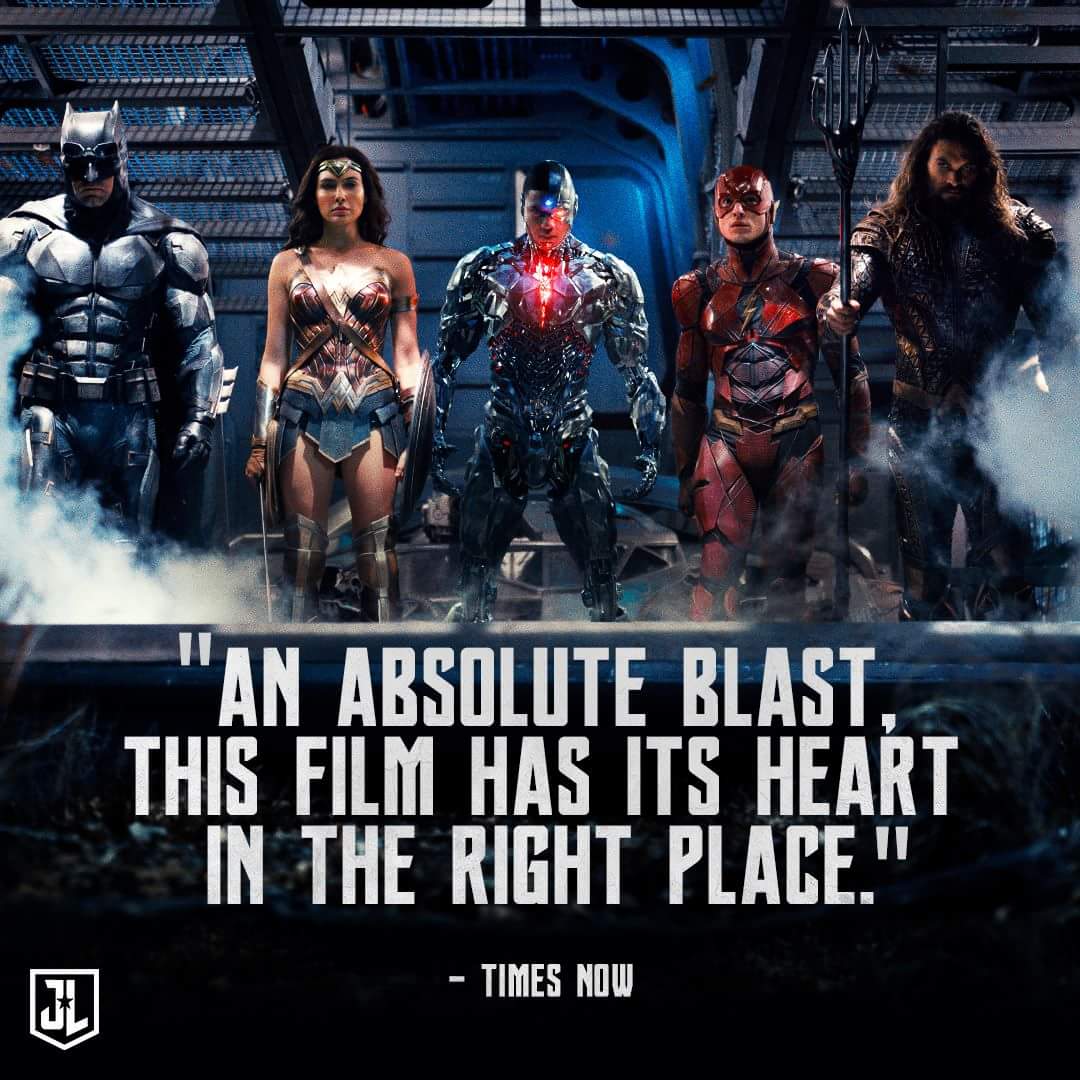 "AN ABSOLUTE BLAST,
THIS FILM HAS ITS HEART
IN THE RIGHT PLACE."
- TIMES NOW
JL